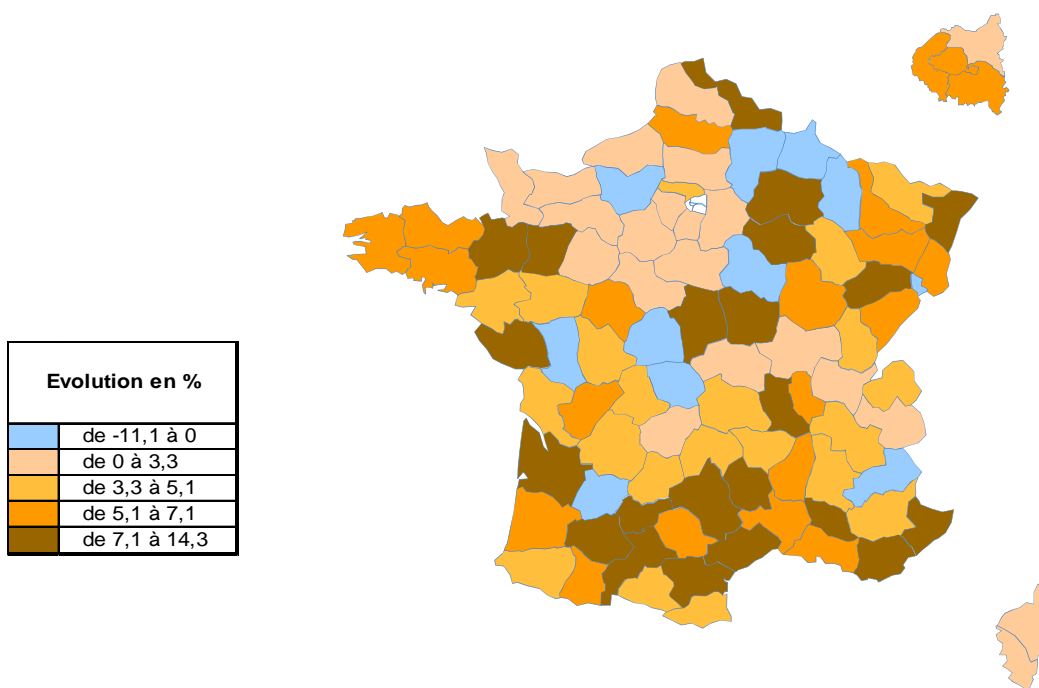 Evolution en %
de -11,1 à 0
de 0 à 3,3
de 3,3 à 5,1
de 5,1 à 7,1
de 7,1 à 14,3